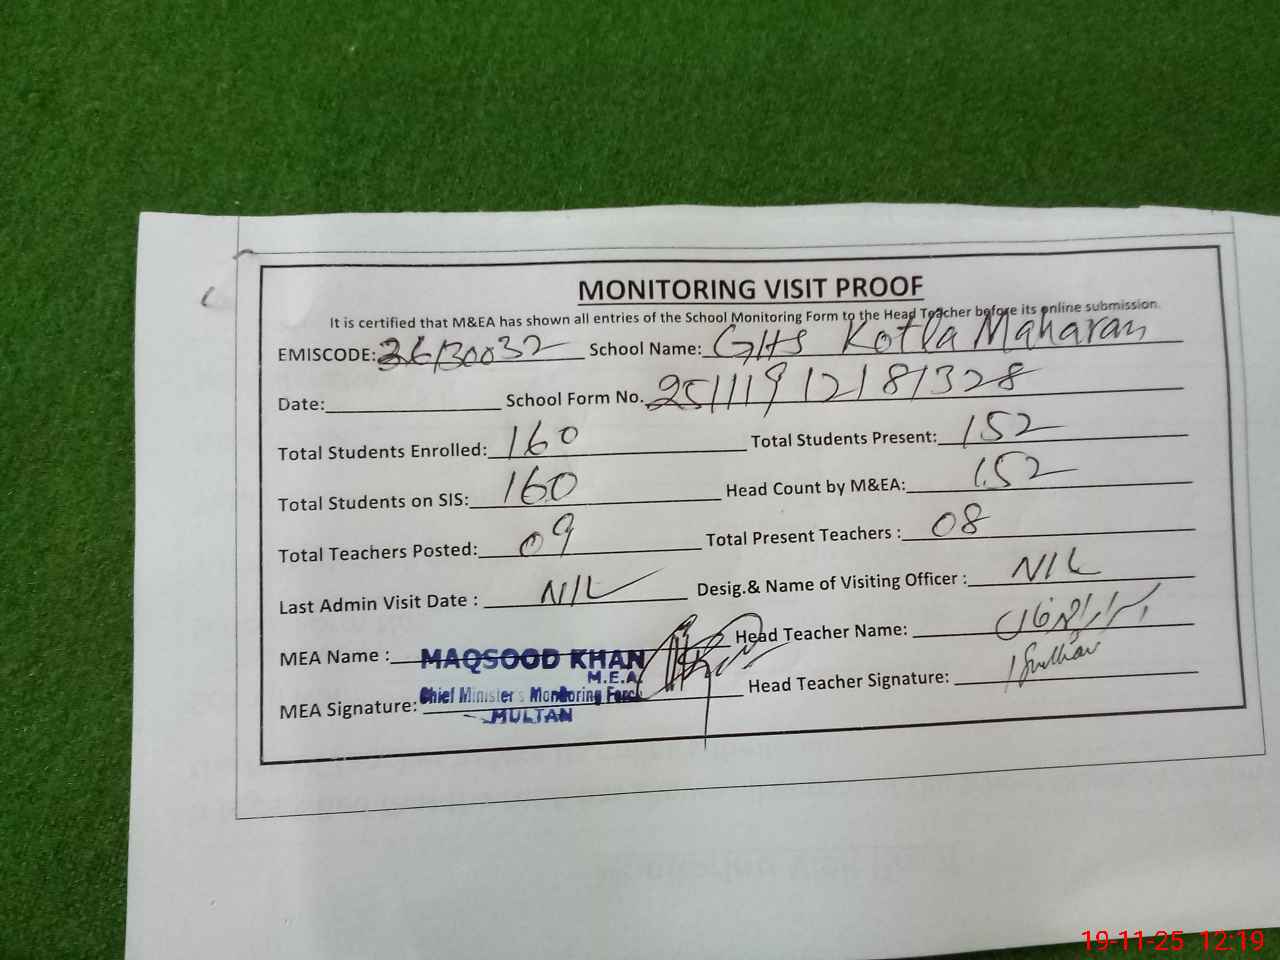 MONITORING VISIT PROOF
It is certified that M&EA has shown all entries of the School Monitoring Form to the Head Teacher before its online submission.
EMISCODE: 36130032 School Name: GHS Kotla Maharan
Date: School Form No. 25111912181328
Total Students Enrolled: 160 Total Students Present: 152
Total Students on SIS: 160 Head Count by M&EA: 152
Total Teachers Posted: 09 Total Present Teachers : 08
Last Admin Visit Date : NIL Desig.& Name of Visiting Officer : NIL
MEA Name : MAQSOOD KHAN Head Teacher Name:
M.E.A
MEA Signature: Chief Minister's Monitoring Force Head Teacher Signature:
MULTAN
19-11-25 12:19